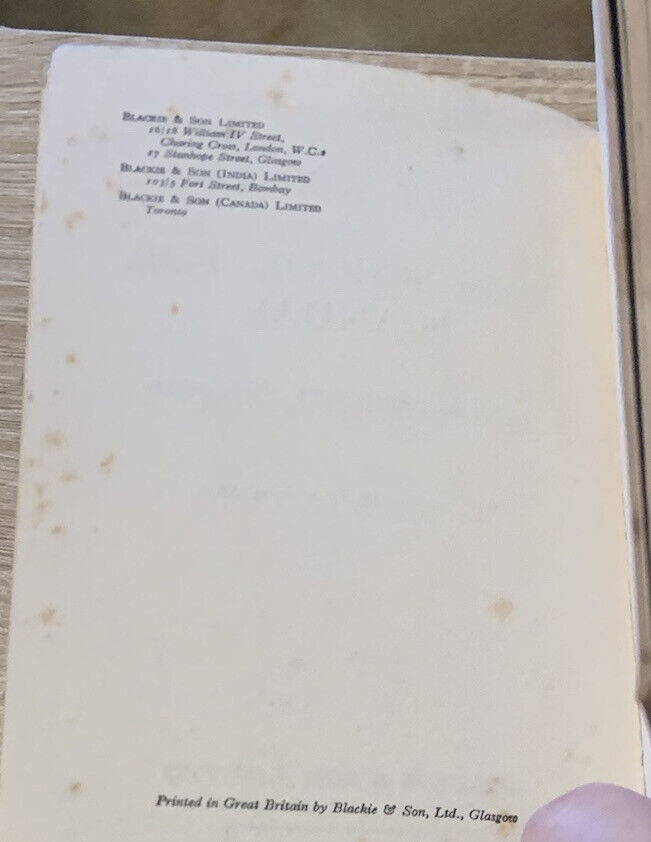 BLACKIE & SON LIMITED
16/18 William IV Street,
Charing Cross, London, W.C.2
17 Stanhope Street, Glasgow
BLACKIE & SON (INDIA) LIMITED
103/5 Fort Street, Bombay
BLACKIE & SON (CANADA) LIMITED
Toronto
Printed in Great Britain by Blackie & Son, Ltd., Glasgow